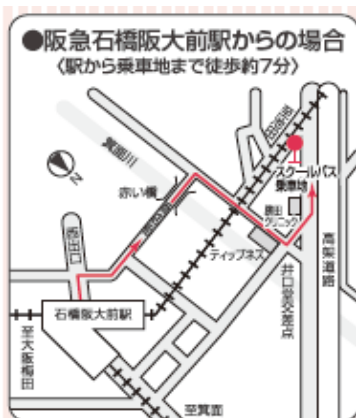 ●阪急石橋阪大前駅からの場合
〈駅から乗車地まで徒歩約7分〉
箕面川
N
赤い橋
スクールバス
乗車地
クリニック
西田口
ティップネス
高架道路
井口堂交差点
石橋阪大前駅
至大阪梅田
至箕面